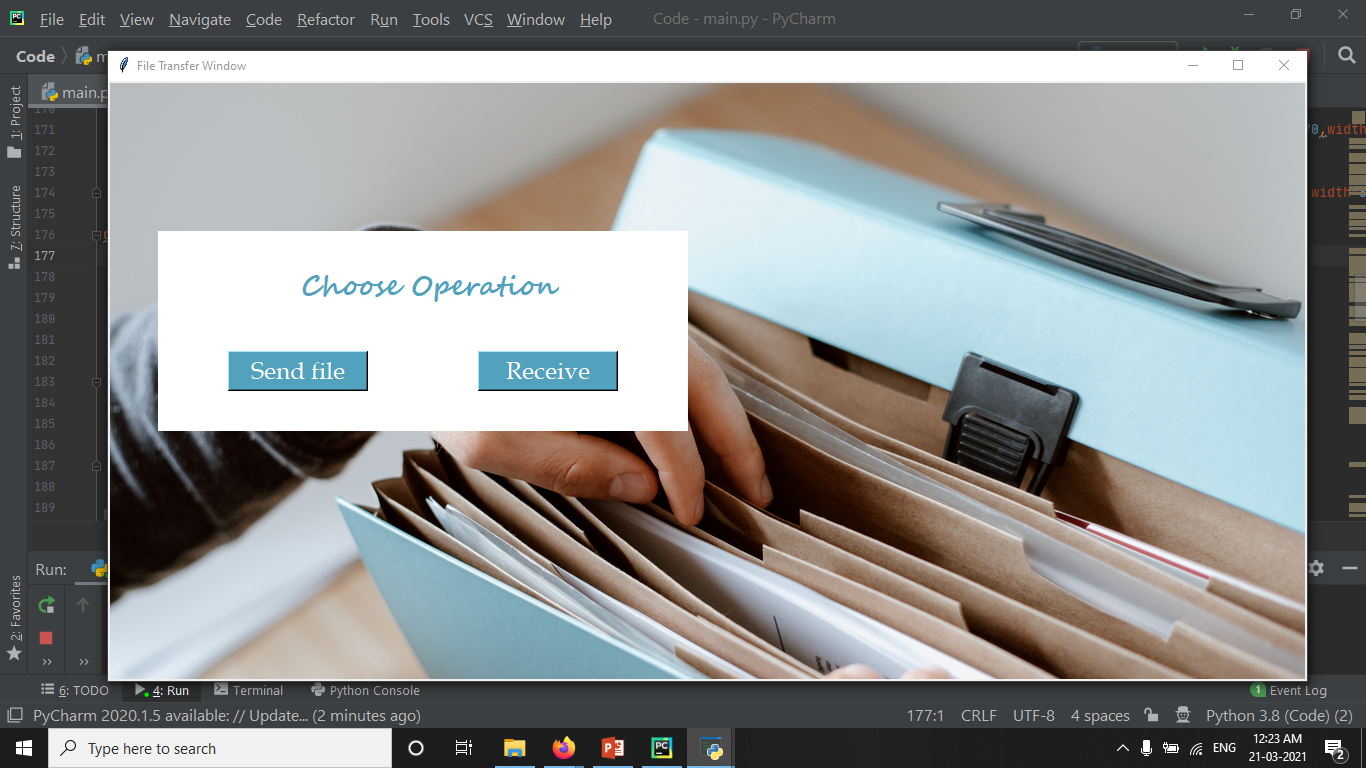 File Edit View Navigate Code Refactor Run Tools VCS Window Help Code - main.py - PyCharm
Code
File Transfer Window
main.p
1: Project
7: Structure
2: Favorites
170
171
172
173
174
175
176
177
178
179
180
181
182
183
184
185
186
187
188
189
width
width
Choose Operation
Send file Receive
Run:
6: TODO 4: Run Terminal Python Console 1 Event Log
PyCharm 2020.1.5 available: // Update... (2 minutes ago) 177:1 CRLF UTF-8 4 spaces Python 3.8 (Code) (2)
Type here to search ENG 12:23 AM
21-03-2021 2